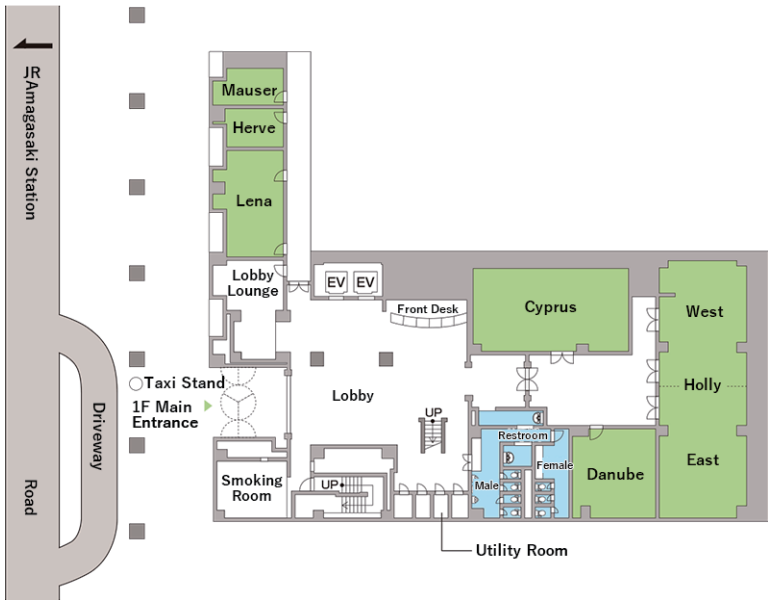 JR Amagasaki Station
Mauser
Herve
Lena
Lobby
Lounge
EV
EV
Front Desk
Cyprus
West
Holly
East
Taxi Stand
1F Main
Entrance
Lobby
UP
Restroom
Female
Male
Danube
Driveway
Road
Smoking
Room
UP
Utility Room